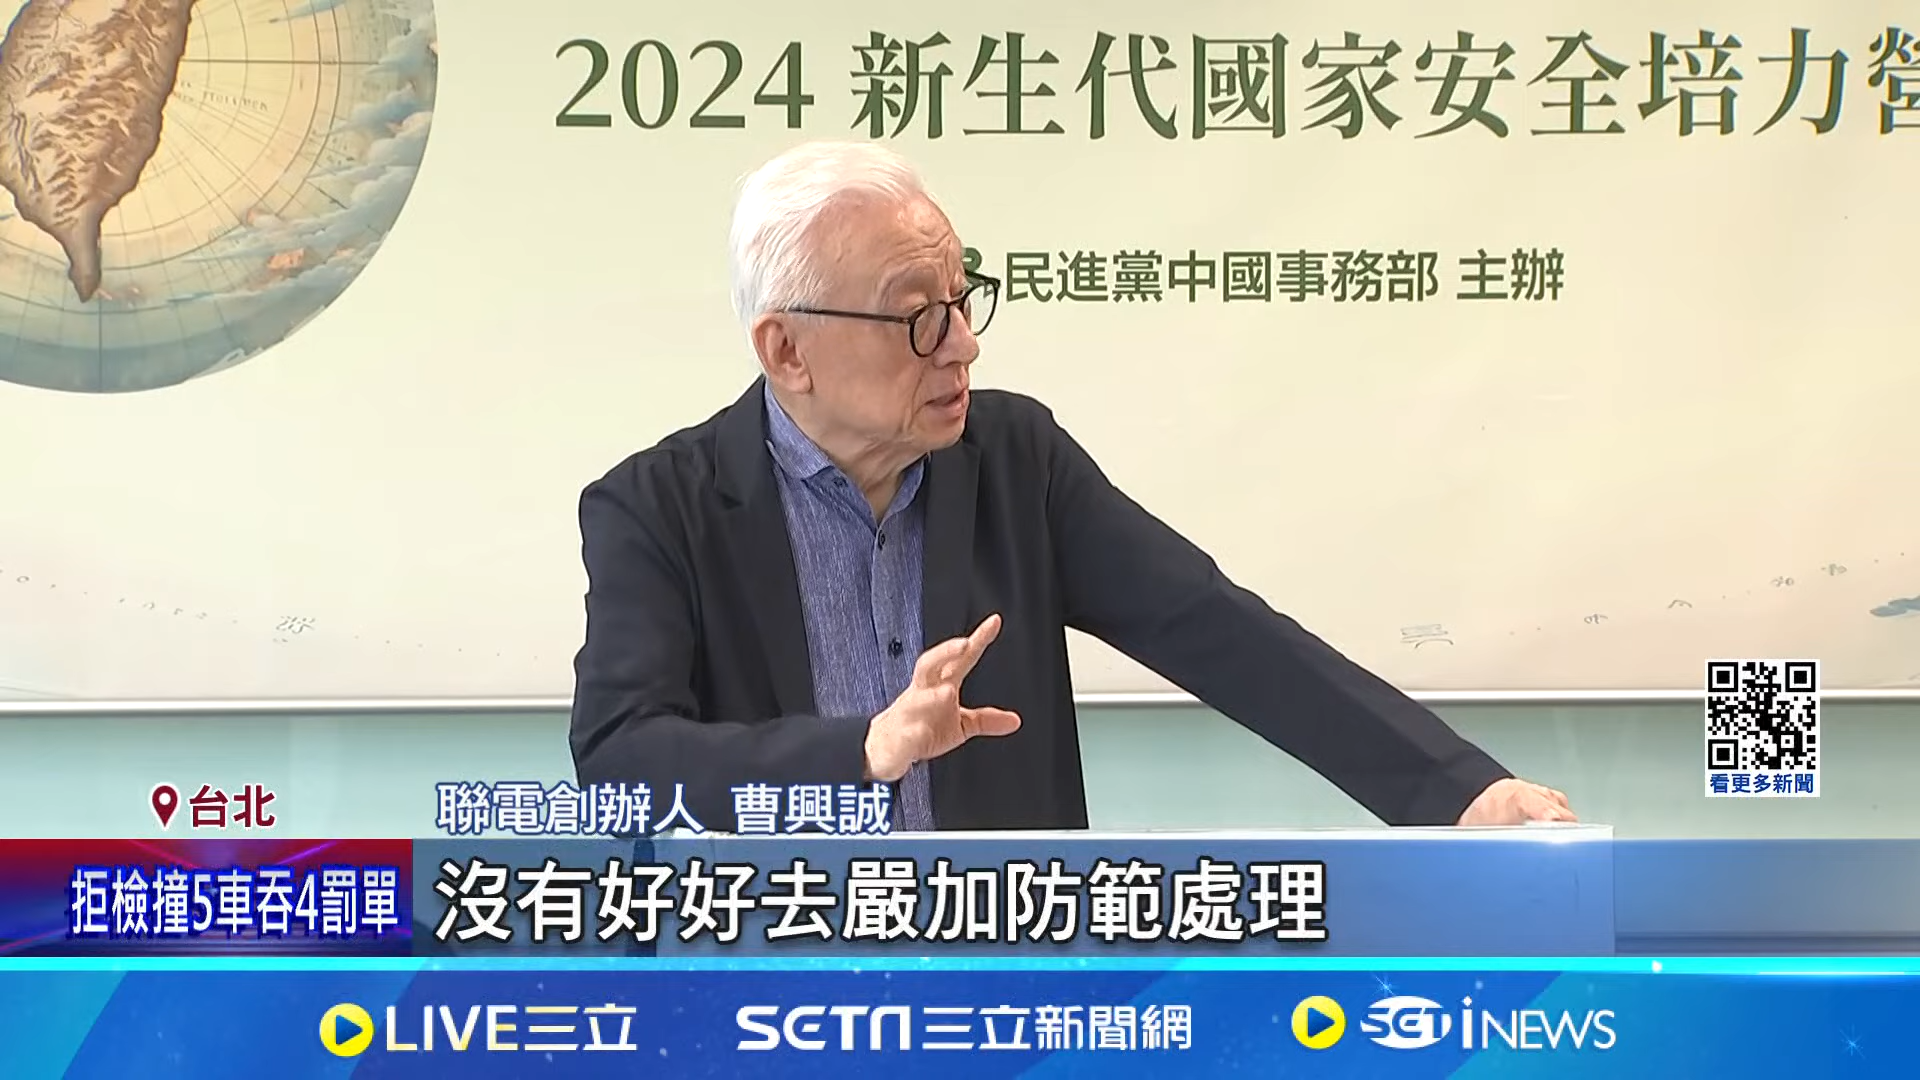 2024 新生代國家安全培力營
民進黨中國事務部 主辦
看更多新聞
台北
聯電創辦人 曹興誠
拒檢撞5車吞4罰單
沒有好好去嚴加防範處理
LIVE三立
SETN三立新聞網
SET iNEWS